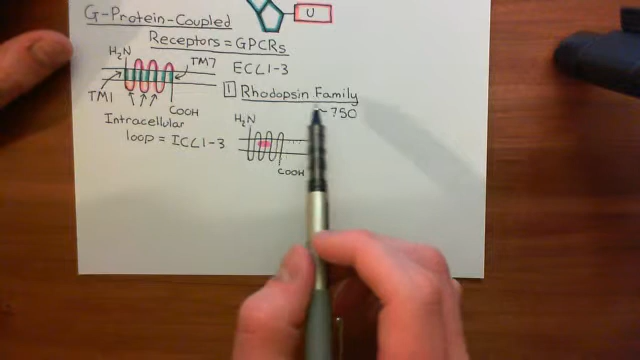 G-Protein-Coupled
Receptors = GPCRs
U
H₂N
TM7
ECL1-3
TM1
COOH
Intracellular
loop = ICL1-3
1 Rhodopsin Family
~ 750
H₂N
COOH